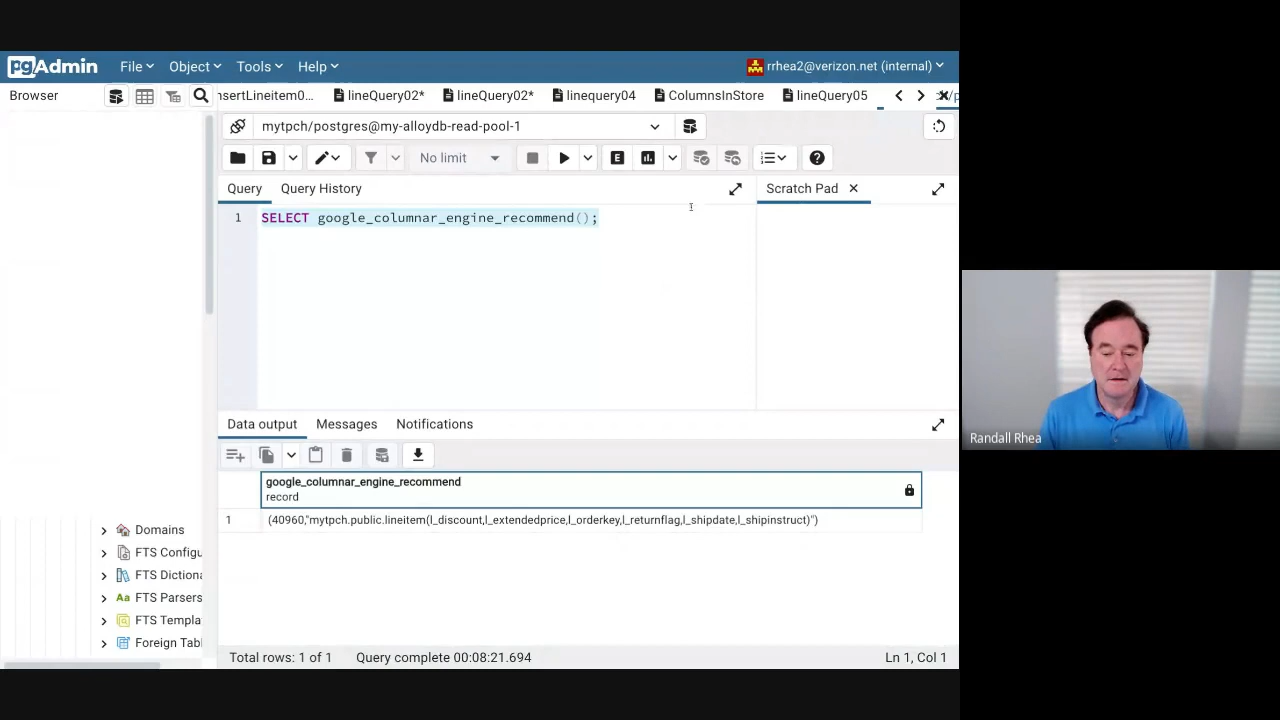 pgAdmin File Object Tools Help rrhea2@verizon.net (internal)
Browser nsertLineitem0... lineQuery02* lineQuery02* linequery04 ColumnsInStore lineQuery05
mytpch/postgres@my-alloydb-read-pool-1
No limit E
Query Query History Scratch Pad
1 SELECT google_columnar_engine_recommend();
Data output Messages Notifications
google_columnar_engine_recommend
record
1 (40960,"mytpch.public.lineitem(l_discount,l_extendedprice,l_orderkey,l_returnflag,l_shipdate,l_shipinstruct)")
Domains
FTS Configu
FTS Dictiona
Aa FTS Parsers
FTS Templa
Foreign Tabl
Total rows: 1 of 1 Query complete 00:08:21.694 Ln 1, Col 1
Randall Rhea